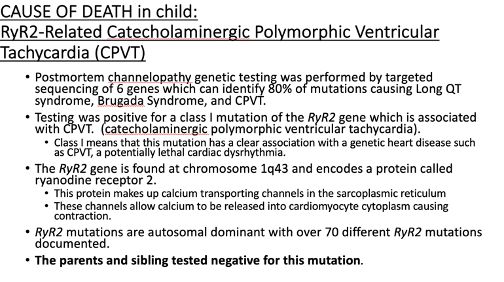 CAUSE OF DEATH in child:
RyR2-Related Catecholaminergic Polymorphic Ventricular
Tachycardia (CPVT)
• Postmortem channelopathy genetic testing was performed by targeted
sequencing of 6 genes which can identify 80% of mutations causing Long QT
syndrome, Brugada Syndrome, and CPVT.
• Testing was positive for a class I mutation of the RyR2 gene which is associated
with CPVT. (catecholaminergic polymorphic ventricular tachycardia).
• Class I means that this mutation has a clear association with a genetic heart disease such
as CPVT, a potentially lethal cardiac dysrhythmia.
• The RyR2 gene is found at chromosome 1q43 and encodes a protein called
ryanodine receptor 2.
• This protein makes up calcium transporting channels in the sarcoplasmic reticulum
• These channels allow calcium to be released into cardiomyocyte cytoplasm causing
contraction.
• RyR2 mutations are autosomal dominant with over 70 different RyR2 mutations
documented.
• The parents and sibling tested negative for this mutation.